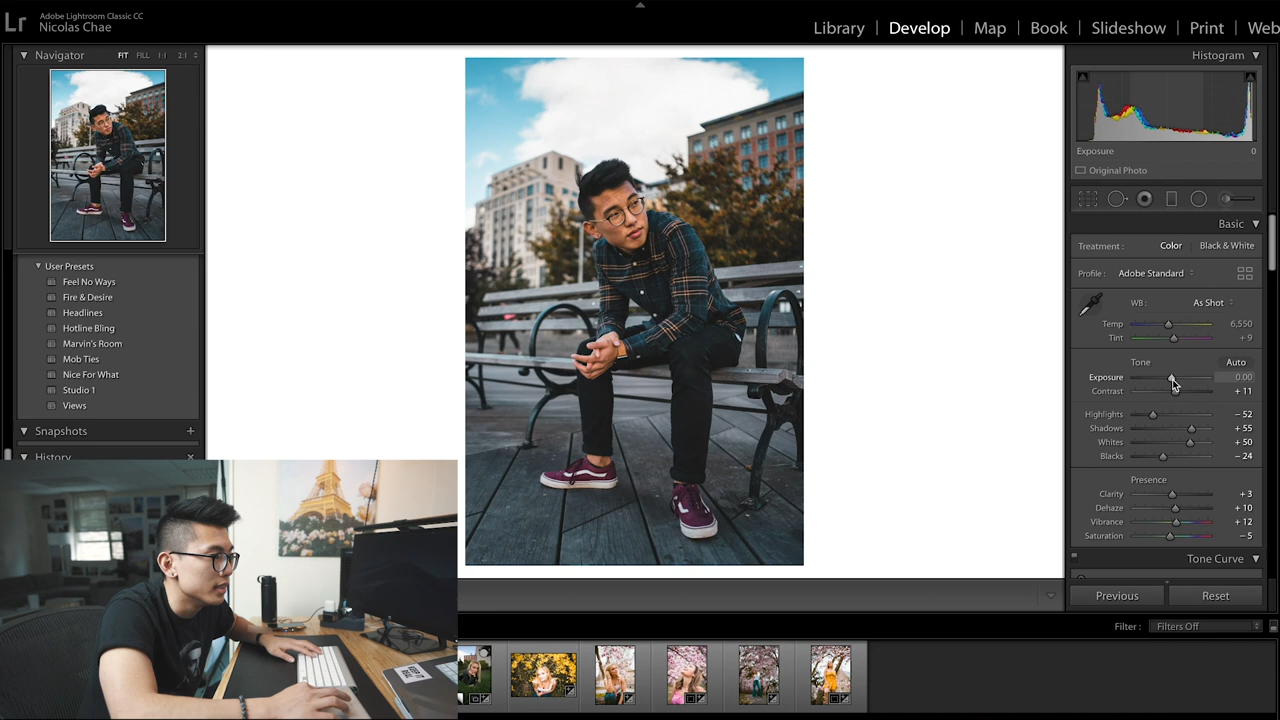 Lr
Adobe Lightroom Classic CC
Nicolas Chae
Library | Develop | Map | Book | Slideshow | Print | Web
Navigator FIT FILL 1:1 2:1
User Presets
Feel No Ways
Fire & Desire
Headlines
Hotline Bling
Marvin's Room
Mob Ties
Nice For What
Studio 1
Views
Snapshots +
History ×
Histogram
Exposure 0
Original Photo
Basic
Treatment : Color Black & White
Profile : Adobe Standard
WB : As Shot
Temp 6,550
Tint + 9
Tone Auto
Exposure 0.00
Contrast + 11
Highlights − 52
Shadows + 55
Whites + 50
Blacks − 24
Presence
Clarity + 3
Dehaze + 10
Vibrance + 12
Saturation − 5
Tone Curve
Previous Reset
Filter : Filters Off